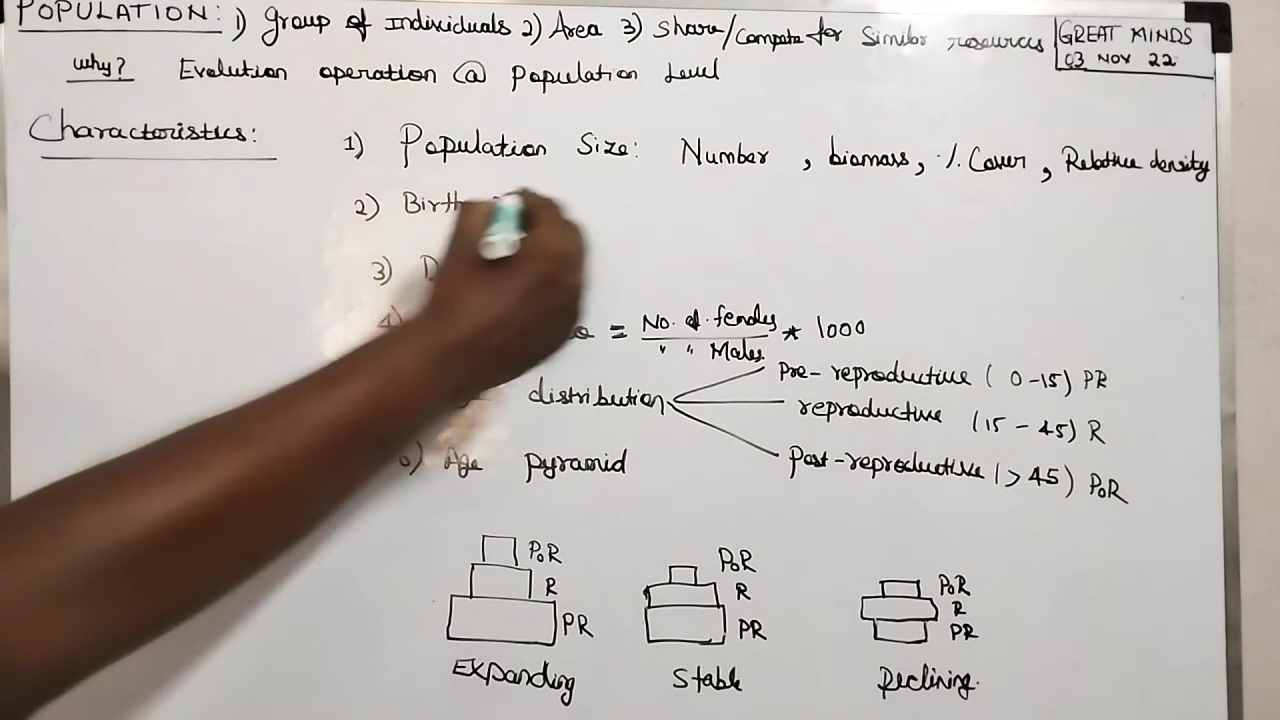 POPULATION: 1) Group of Individuals 2) Area 3) Share/Compete for Similar resources
GREAT MINDS
03 NOV 22
why? Evolution operation @ Population Level
Characteristics:
1) Population Size: Number, biomass, % Cover, Relative density
2) Birth
3) D
4) = No. of. females / " " Males * 1000
distribution
Pre-reproductive (0-15) PR
reproductive (15-45) R
Post-reproductive (>45) PoR
Age pyramid
PoR
R
PR
Expanding
PoR
R
PR
Stable
PoR
R
PR
Declining.